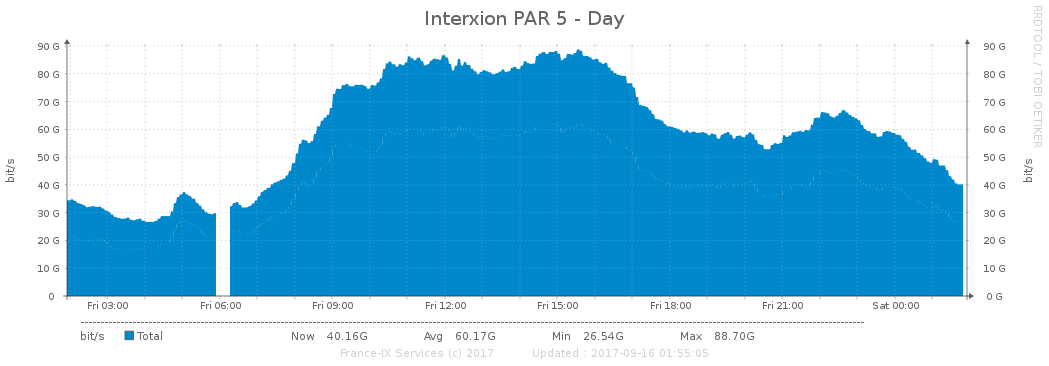 Interxion PAR 5 - Day
RRDTOOL / TOBI OETIKER
90 G 90 G
80 G 80 G
70 G 70 G
60 G 60 G
50 G 50 G
40 G 40 G
30 G 30 G
20 G 20 G
10 G 10 G
0 0 G
bit/s
bit/s
Fri 03:00 Fri 06:00 Fri 09:00 Fri 12:00 Fri 15:00 Fri 18:00 Fri 21:00 Sat 00:00
bit/s Total Now 40.16G Avg 60.17G Min 26.54G Max 88.70G
France-IX Services (c) 2017 Updated : 2017-09-16 01:55:05